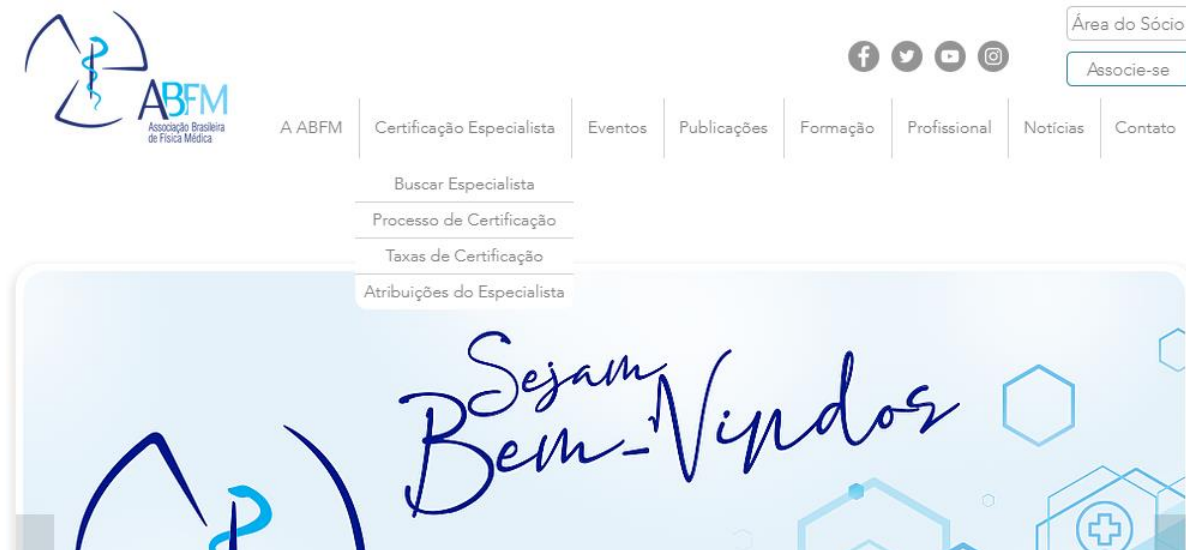 Área do Sócio
Associe-se
ABFM
Associação Brasileira
de Física Médica
A ABFM
Certificação Especialista
Eventos
Publicações
Formação
Profissional
Notícias
Contato
Buscar Especialista
Processo de Certificação
Taxas de Certificação
Atribuições do Especialista
Sejam
Bem-Vindos